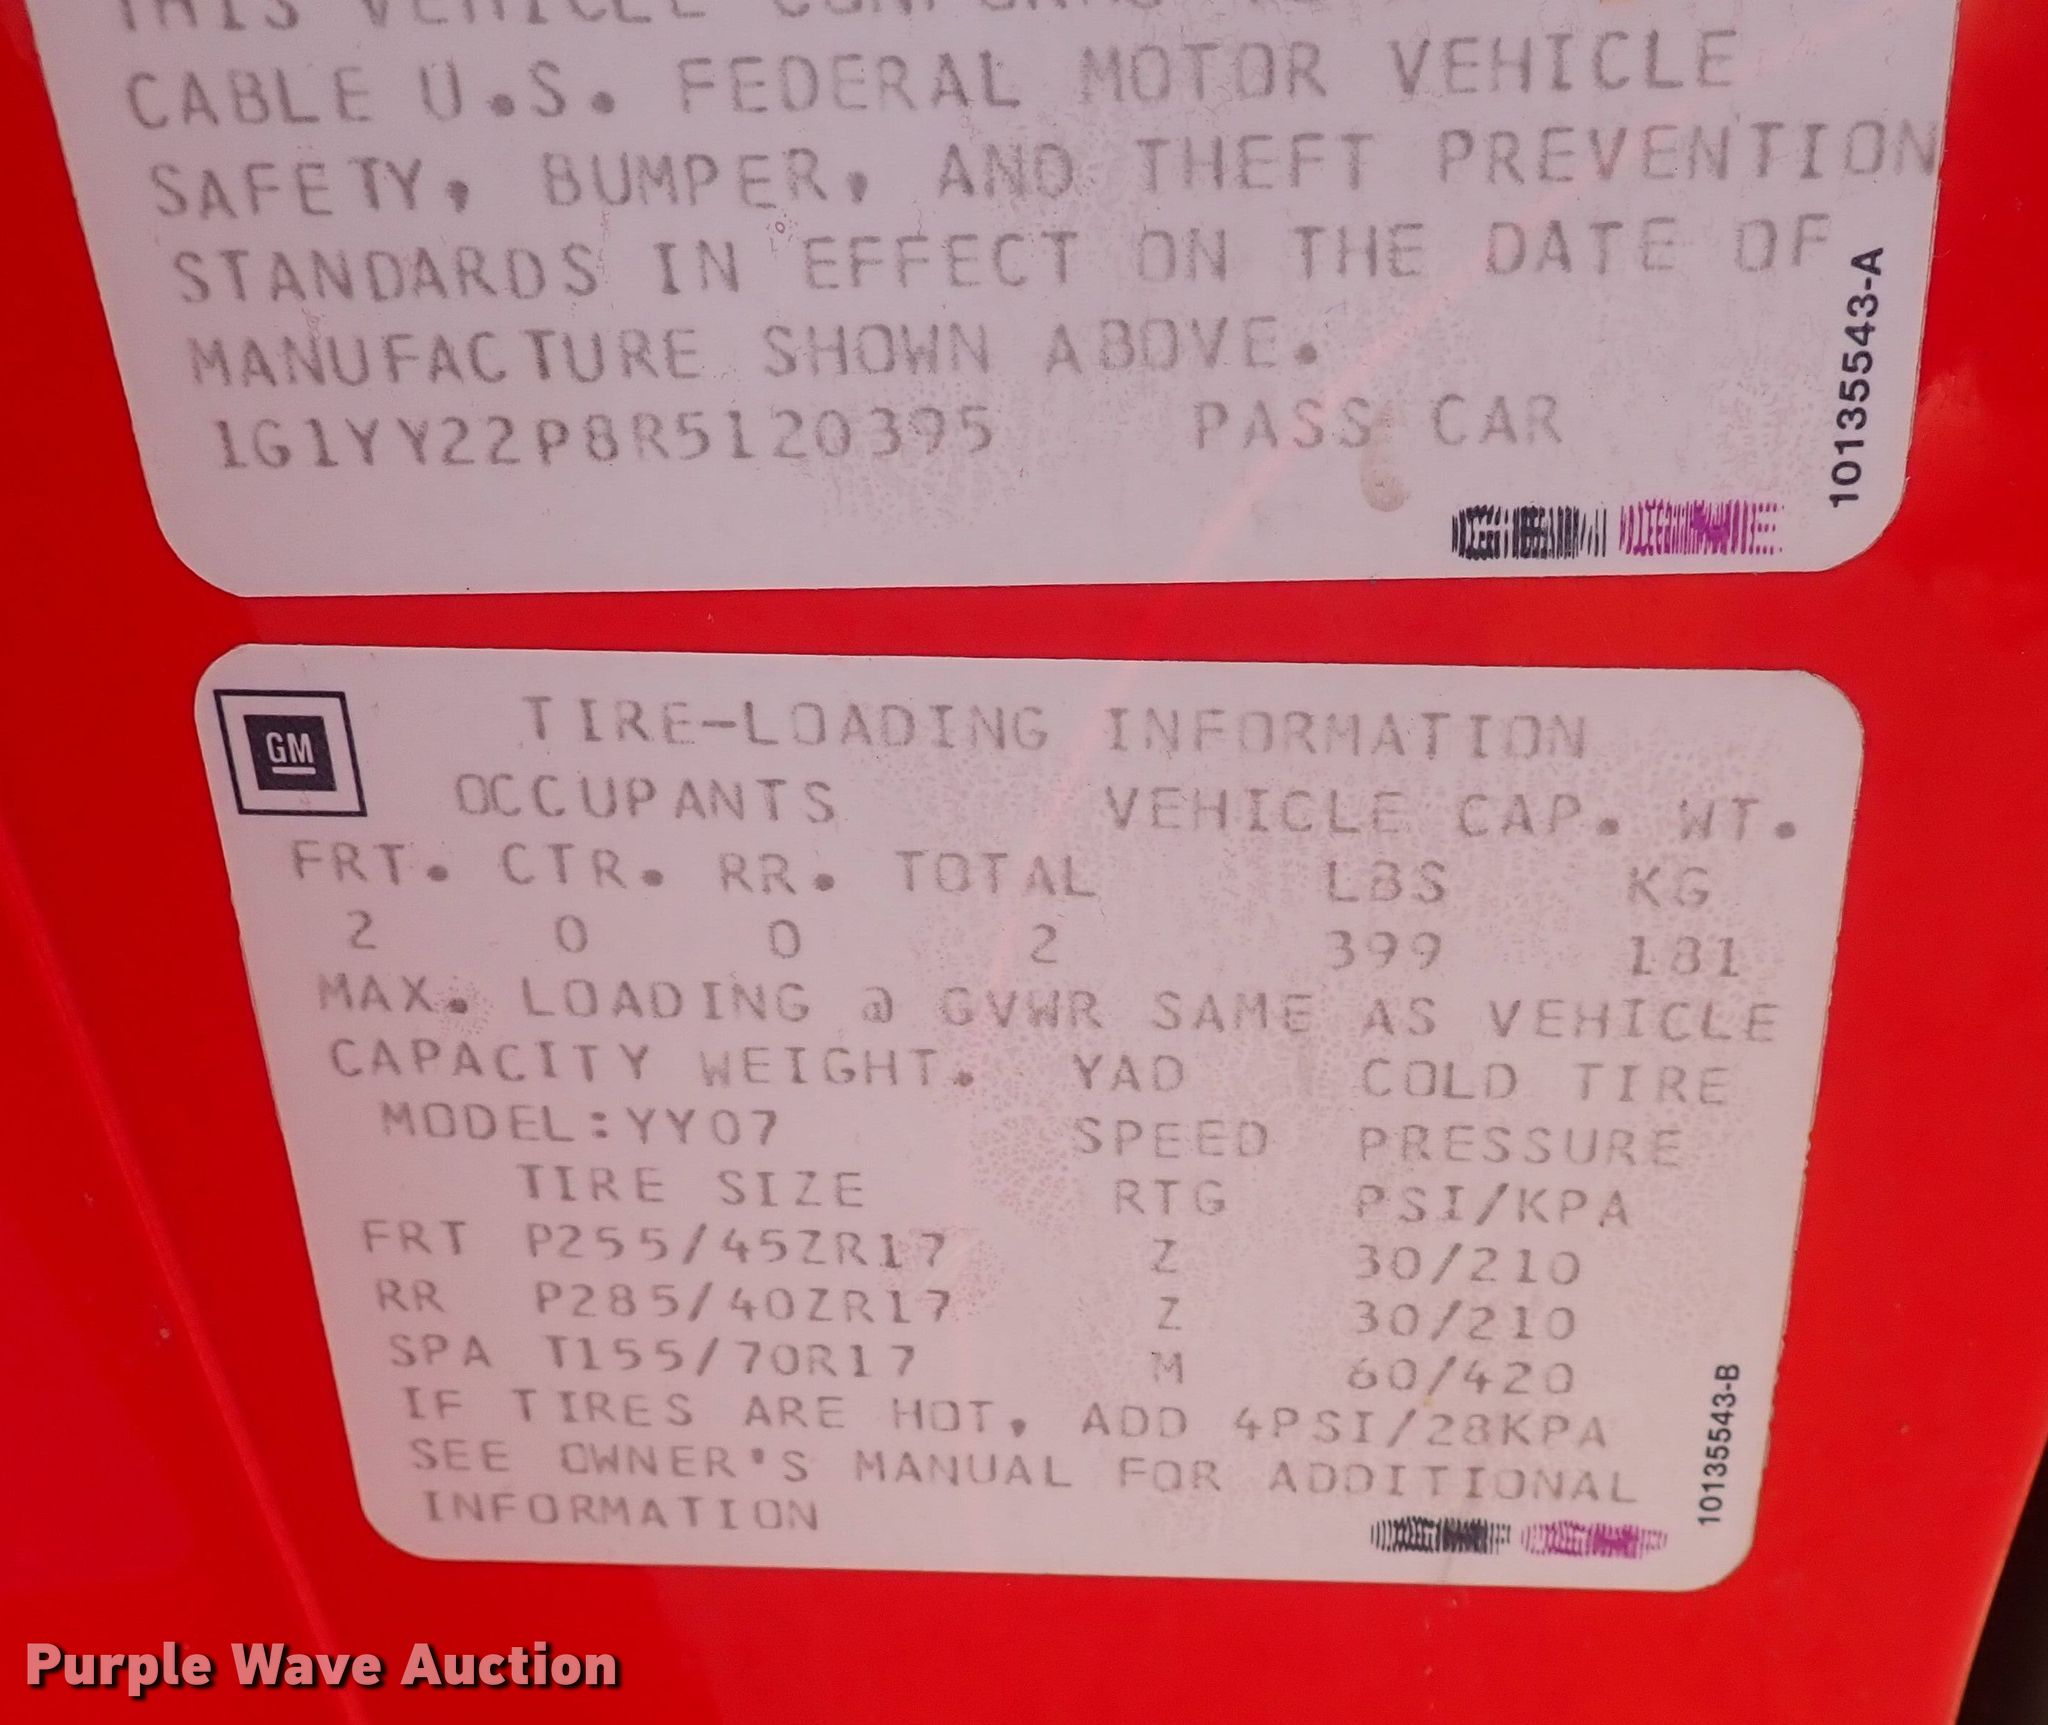 THIS VEHICLE CONFORMS
CABLE U.S. FEDERAL MOTOR VEHICLE
SAFETY, BUMPER, AND THEFT PREVENTION
STANDARDS IN EFFECT ON THE DATE OF
MANUFACTURE SHOWN ABOVE.
1G1YY22P8R5120395 PASS CAR
10135543-A
GM
TIRE-LOADING INFORMATION
OCCUPANTS VEHICLE CAP. WT.
FRT. CTR. RR. TOTAL LBS KG
2 0 0 2 399 181
MAX. LOADING @ GVWR SAME AS VEHICLE
CAPACITY WEIGHT. YAD COLD TIRE
MODEL:YY07 SPEED PRESSURE
TIRE SIZE RTG PSI/KPA
FRT P255/45ZR17 Z 30/210
RR P285/40ZR17 Z 30/210
SPA T155/70R17 M 60/420
IF TIRES ARE HOT, ADD 4PSI/28KPA
SEE OWNER'S MANUAL FOR ADDITIONAL
INFORMATION
10135543-B
Purple Wave Auction